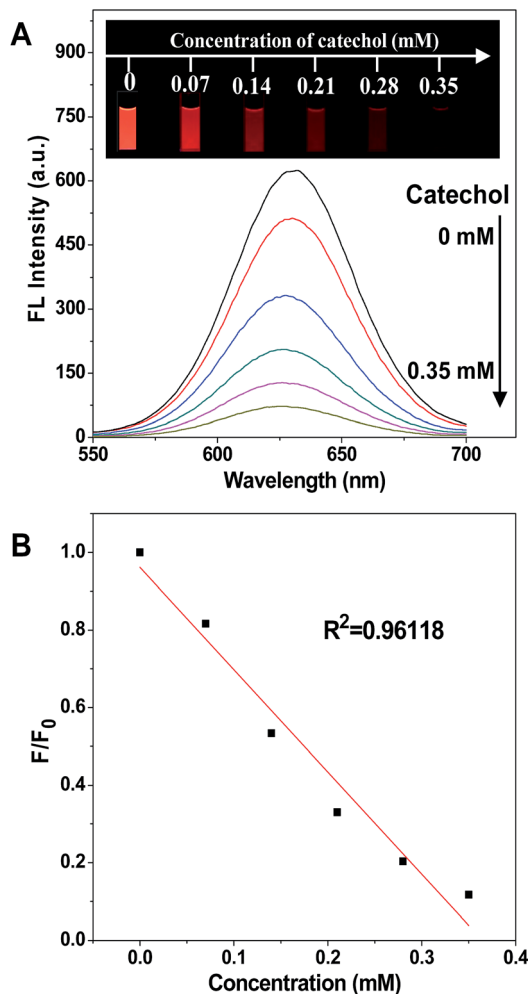 A
Concentration of catechol (mM)
0 0.07 0.14 0.21 0.28 0.35
Catechol
0 mM
0.35 mM
FL Intensity (a.u.)
900
750
600
450
300
150
0
550 600 650 700
Wavelength (nm)
B
R²=0.96118
F/F₀
1.0
0.8
0.6
0.4
0.2
0.0
0.0 0.1 0.2 0.3 0.4
Concentration (mM)